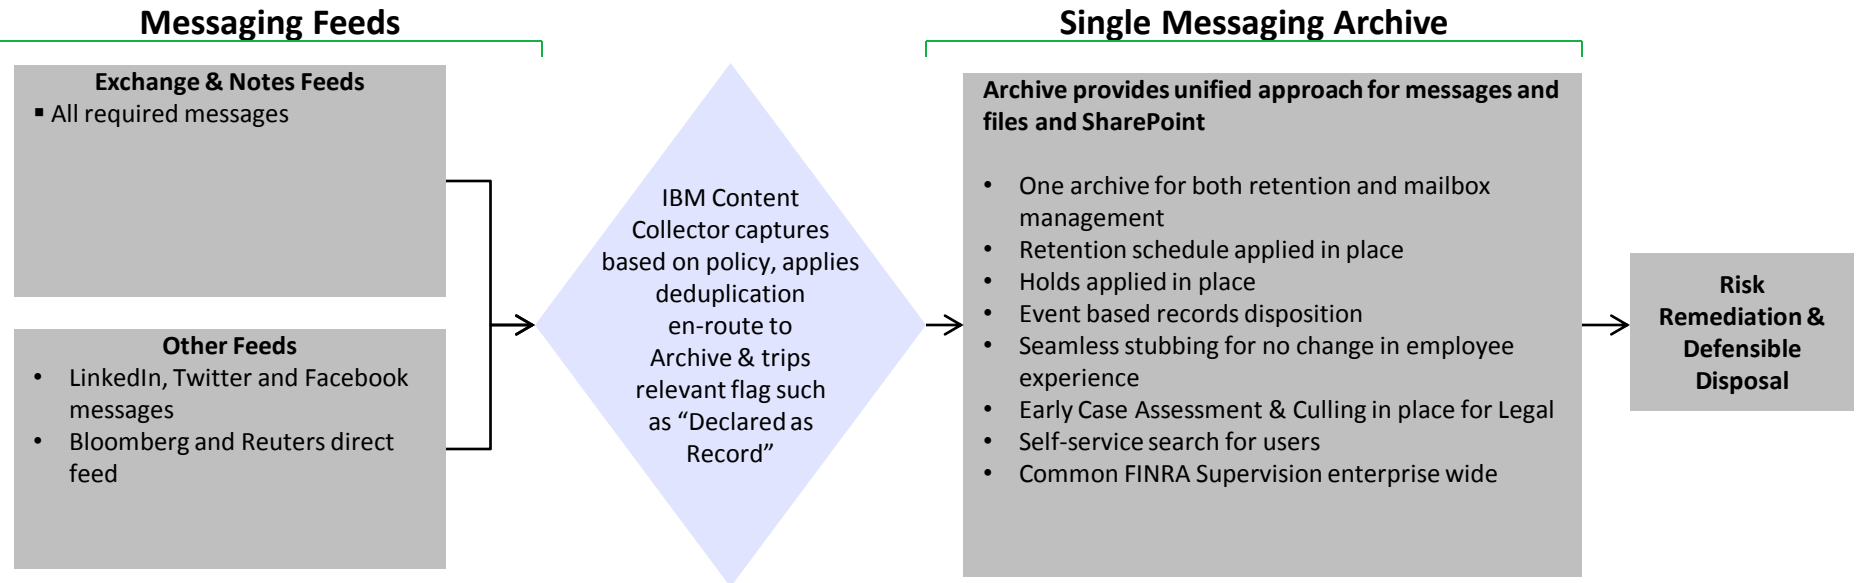 Messaging Feeds
Exchange & Notes Feeds
▪ All required messages
Other Feeds
• LinkedIn, Twitter and Facebook
messages
• Bloomberg and Reuters direct
feed
IBM Content
Collector captures
based on policy, applies
deduplication
en-route to
Archive & trips
relevant flag such
as “Declared as
Record”
Single Messaging Archive
Archive provides unified approach for messages and
files and SharePoint
• One archive for both retention and mailbox
management
• Retention schedule applied in place
• Holds applied in place
• Event based records disposition
• Seamless stubbing for no change in employee
experience
• Early Case Assessment & Culling in place for Legal
• Self-service search for users
• Common FINRA Supervision enterprise wide
Risk
Remediation &
Defensible
Disposal